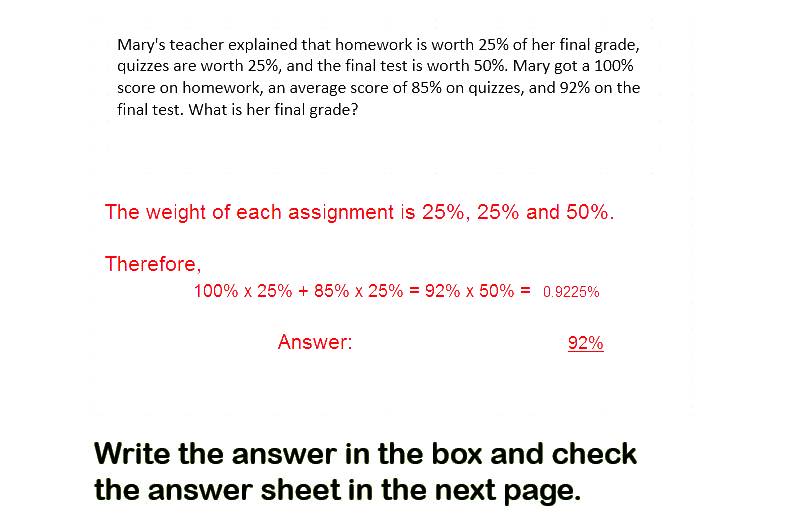 Mary's teacher explained that homework is worth 25% of her final grade,
quizzes are worth 25%, and the final test is worth 50%. Mary got a 100%
score on homework, an average score of 85% on quizzes, and 92% on the
final test. What is her final grade?
The weight of each assignment is 25%, 25% and 50%.
Therefore,
100% x 25% + 85% x 25% = 92% x 50% = 0.9225%
Answer: 92%
Write the answer in the box and check
the answer sheet in the next page.